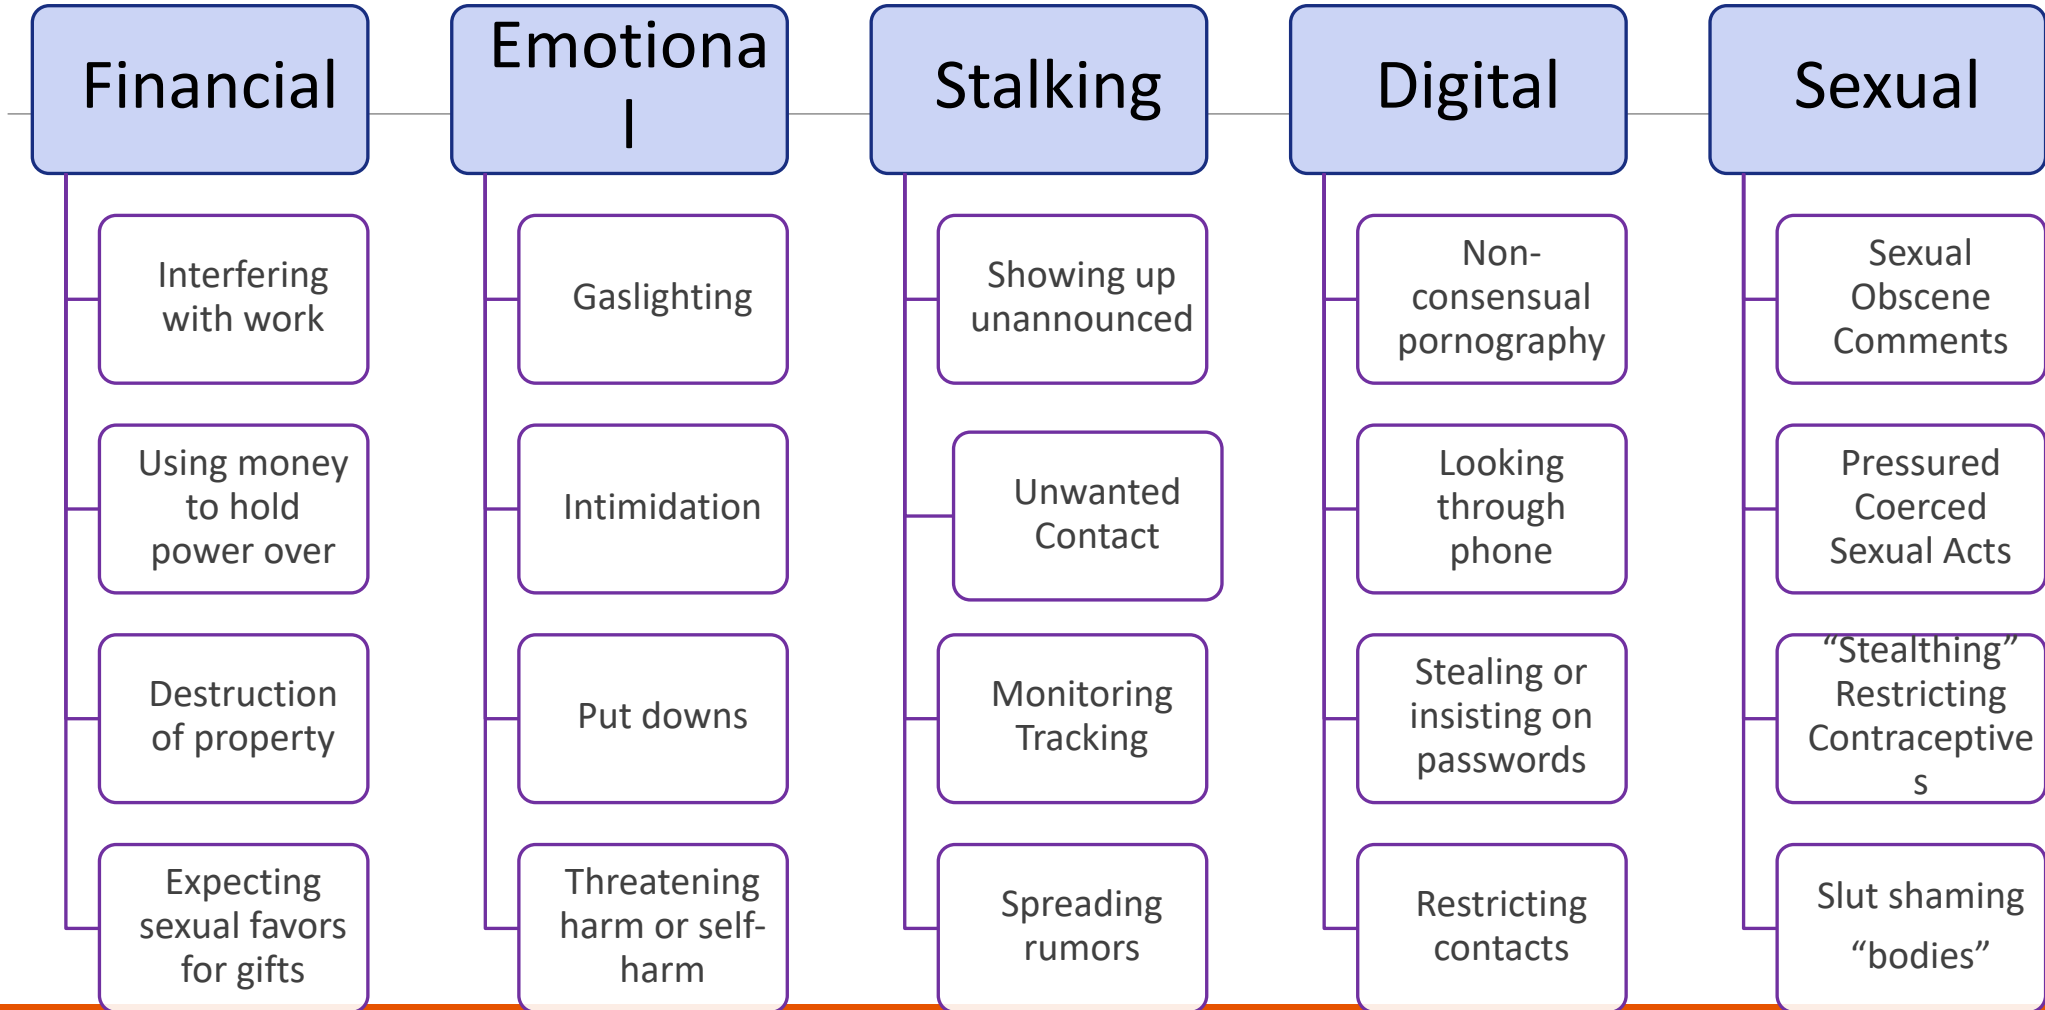 Financial
Interfering
with work
Using money
to hold
power over
Destruction
of property
Expecting
sexual favors
for gifts
Emotiona
l
Gaslighting
Intimidation
Put downs
Threatening
harm or self-
harm
Stalking
Showing up
unannounced
Unwanted
Contact
Monitoring
Tracking
Spreading
rumors
Digital
Non-
consensual
pornography
Looking
through
phone
Stealing or
insisting on
passwords
Restricting
contacts
Sexual
Sexual
Obscene
Comments
Pressured
Coerced
Sexual Acts
“Stealthing”
Restricting
Contraceptive
s
Slut shaming
“bodies”